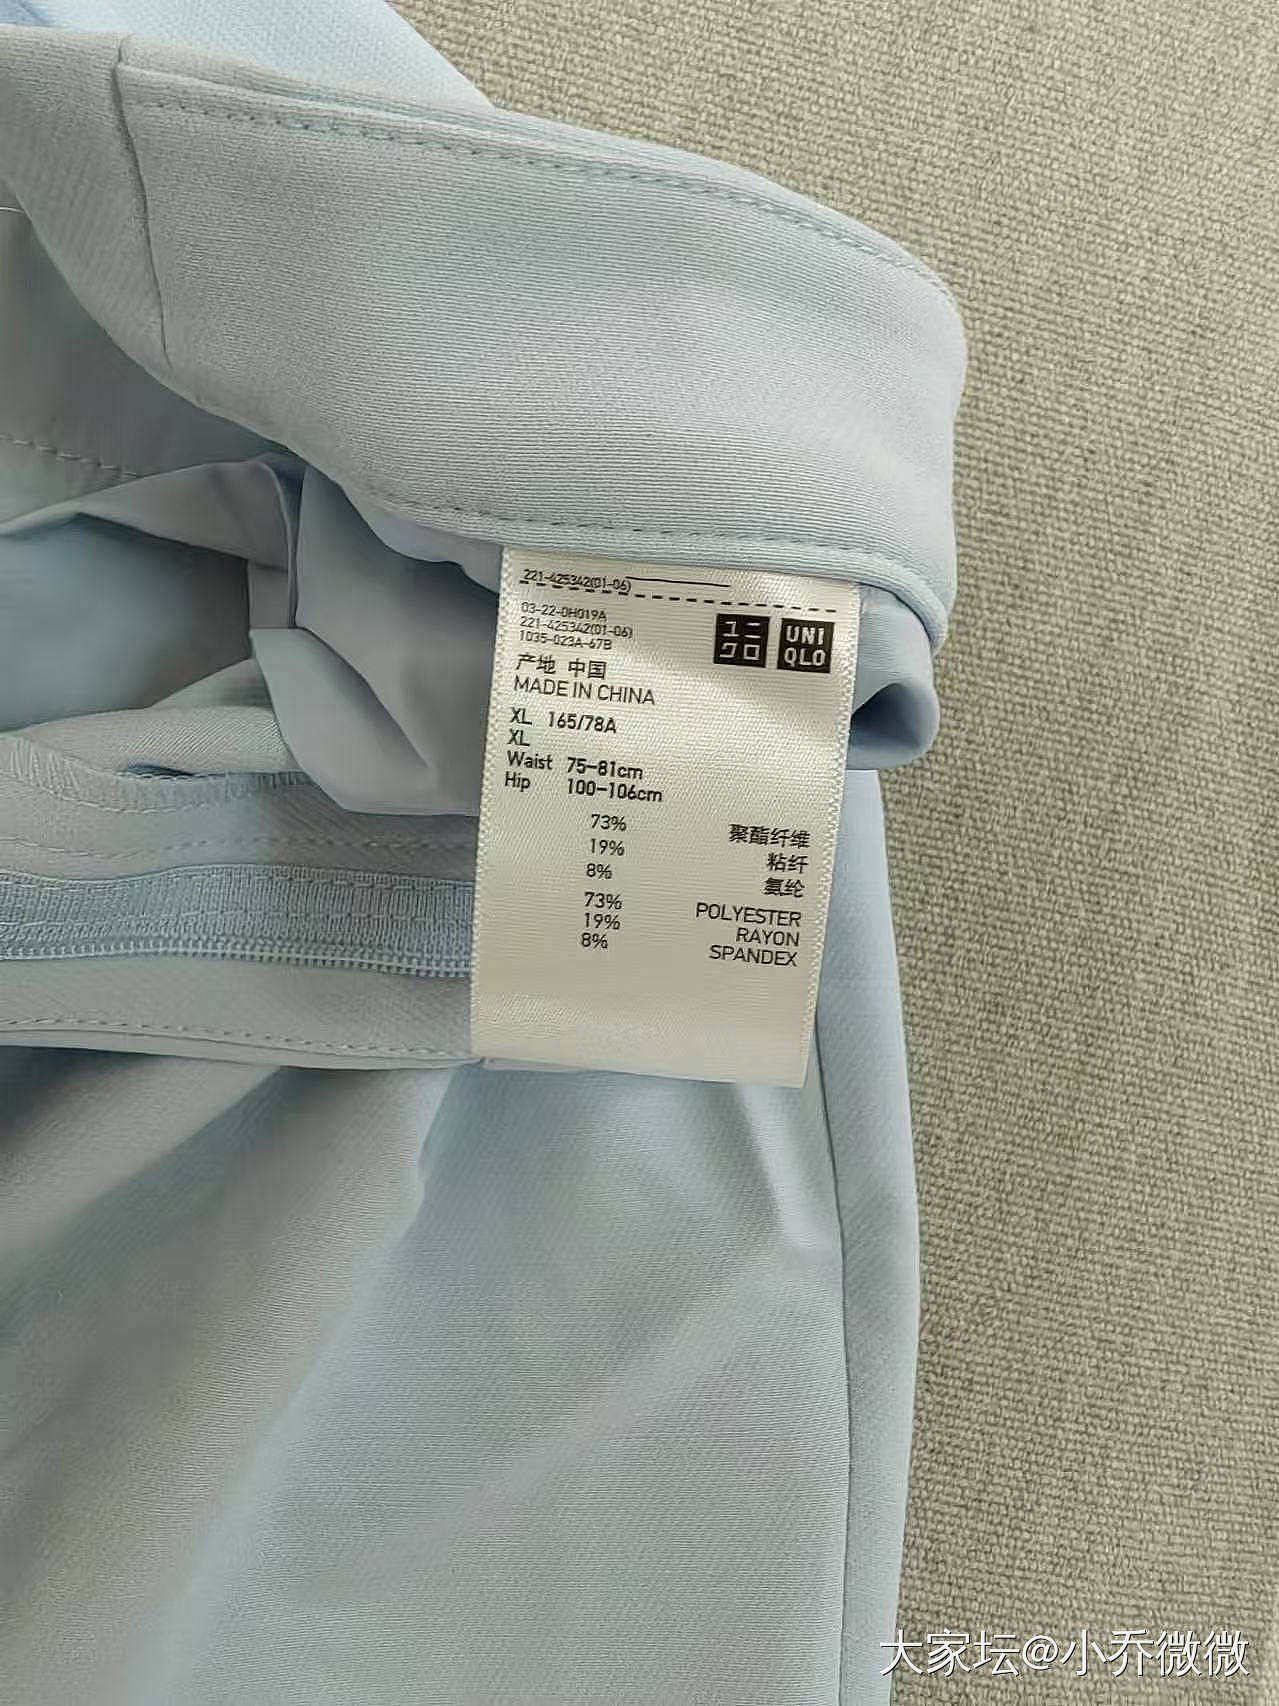 221-425342(01-06)
03-22-0H019A
221-425342(01-06)
1035-023A-67B
ユニ
クロ
UNI
QLO
产地 中国
MADE IN CHINA
XL 165/78A
XL
Waist 75-81cm
Hip 100-106cm
73% 聚酯纤维
19% 粘纤
8% 氨纶
73% POLYESTER
19% RAYON
8% SPANDEX
大家坛@小乔微微